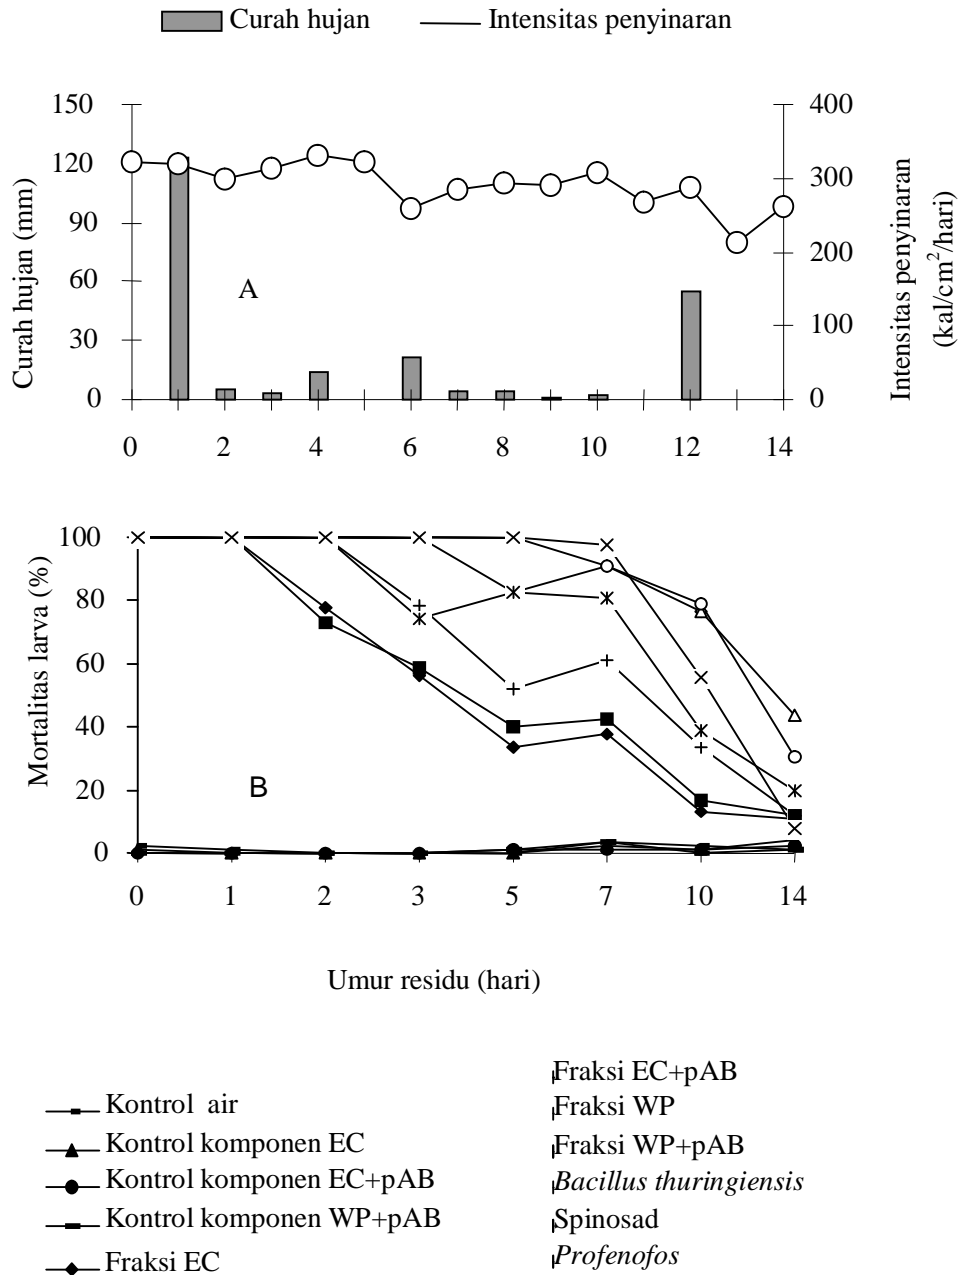 Curah hujan
Intensitas penyinaran
150
120
90
60
30
0
Curah hujan (mm)
A
400
300
200
100
0
Intensitas penyinaran
(kal/cm²/hari)
0 2 4 6 8 10 12 14
100
80
60
40
20
0
Mortalitas larva (%)
B
0 1 2 3 5 7 10 14
Umur residu (hari)
Kontrol air
Kontrol komponen EC
Kontrol komponen EC+pAB
Kontrol komponen WP+pAB
Fraksi EC
Fraksi EC+pAB
Fraksi WP
Fraksi WP+pAB
Bacillus thuringiensis
Spinosad
Profenofos